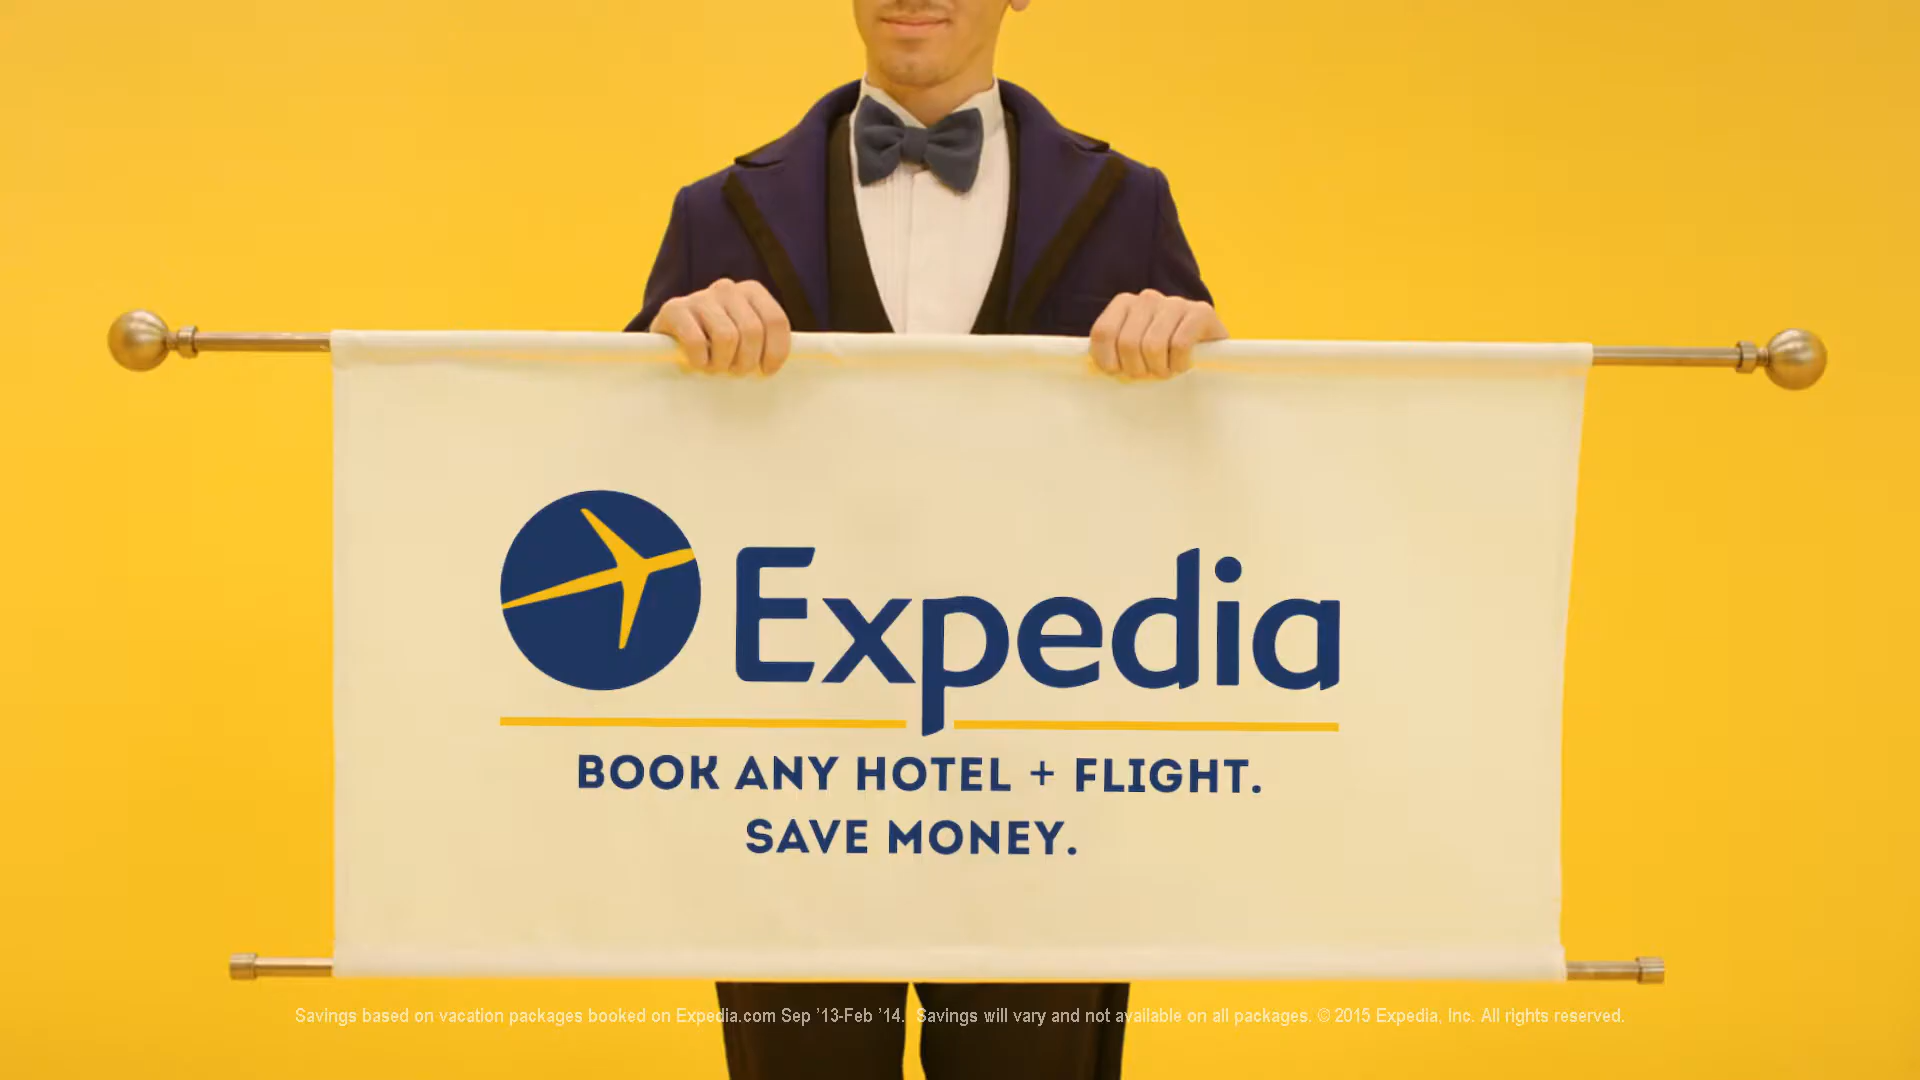 Expedia
BOOK ANY HOTEL + FLIGHT.
SAVE MONEY.
Savings based on vacation packages booked on Expedia.com Sep ’13-Feb ’14.  Savings will vary and not available on all packages. © 2015 Expedia, Inc. All rights reserved.